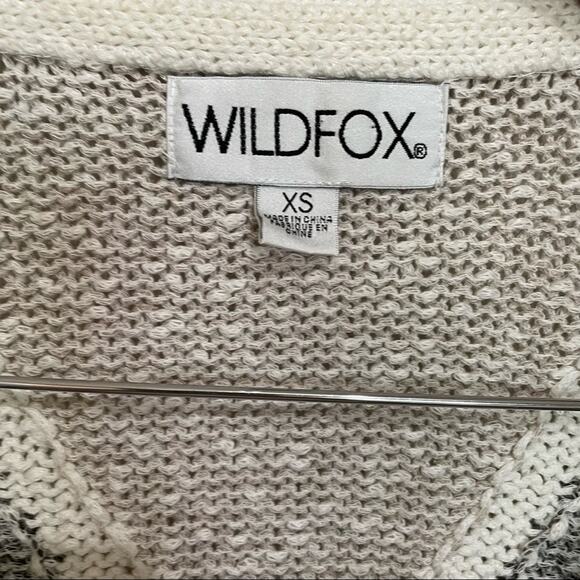 WILDFOX®
XS
MADE IN CHINA
FABRIQUE EN
CHINE